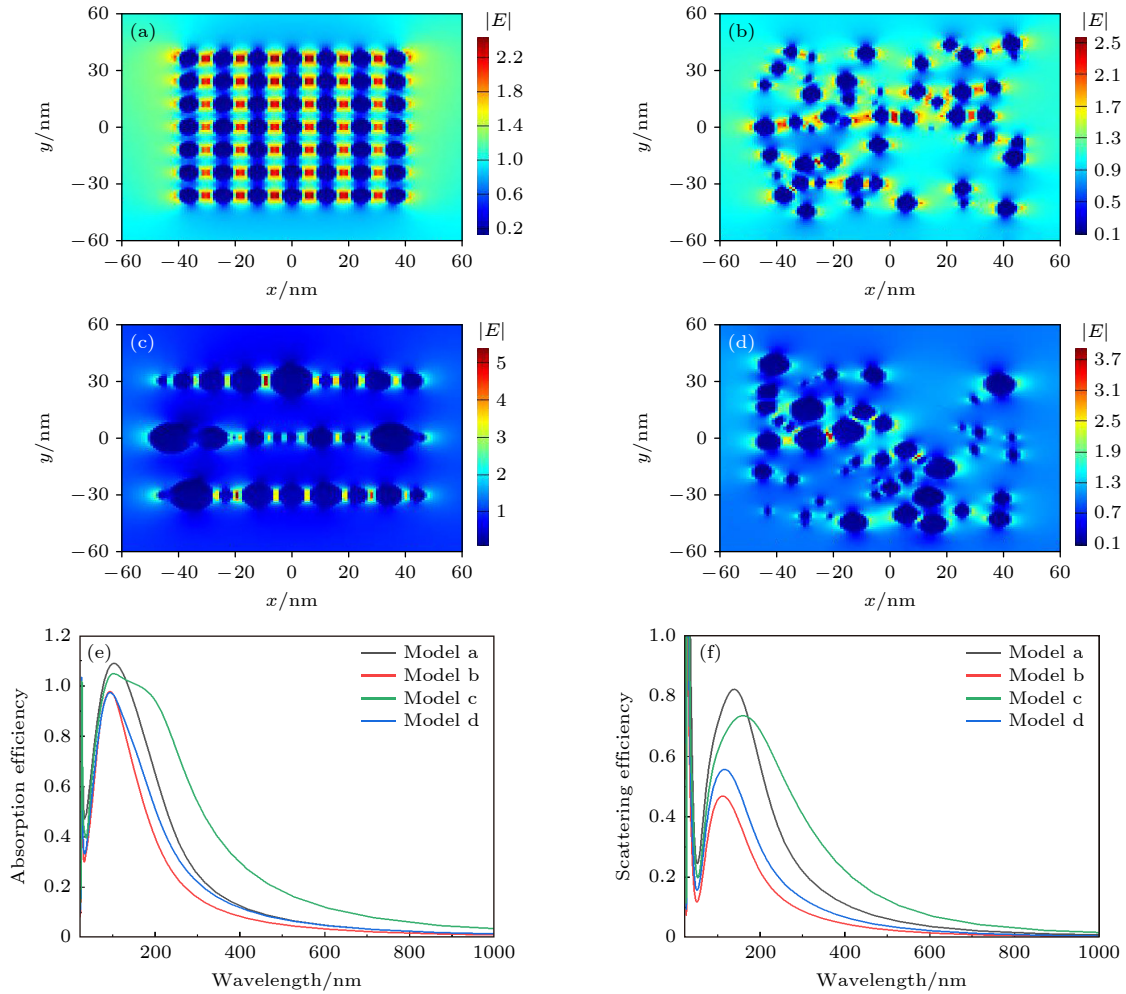 (a)
|E|
60
30
0
−30
−60
y/nm
−60 −40 −20 0 20 40 60
x/nm
2.2
1.8
1.4
1.0
0.6
0.2
(b)
|E|
60
30
0
−30
−60
y/nm
−60 −40 −20 0 20 40 60
x/nm
2.5
2.1
1.7
1.3
0.9
0.5
0.1
(c)
|E|
60
30
0
−30
−60
y/nm
−60 −40 −20 0 20 40 60
x/nm
5
4
3
2
1
(d)
|E|
60
30
0
−30
−60
y/nm
−60 −40 −20 0 20 40 60
x/nm
3.7
3.1
2.5
1.9
1.3
0.7
0.1
(e)
Model a
Model b
Model c
Model d
1.2
1.0
0.8
0.6
0.4
0.2
0
Absorption efficiency
200 400 600 800 1000
Wavelength/nm
(f)
Model a
Model b
Model c
Model d
1.0
0.8
0.6
0.4
0.2
0
Scattering efficiency
200 400 600 800 1000
Wavelength/nm